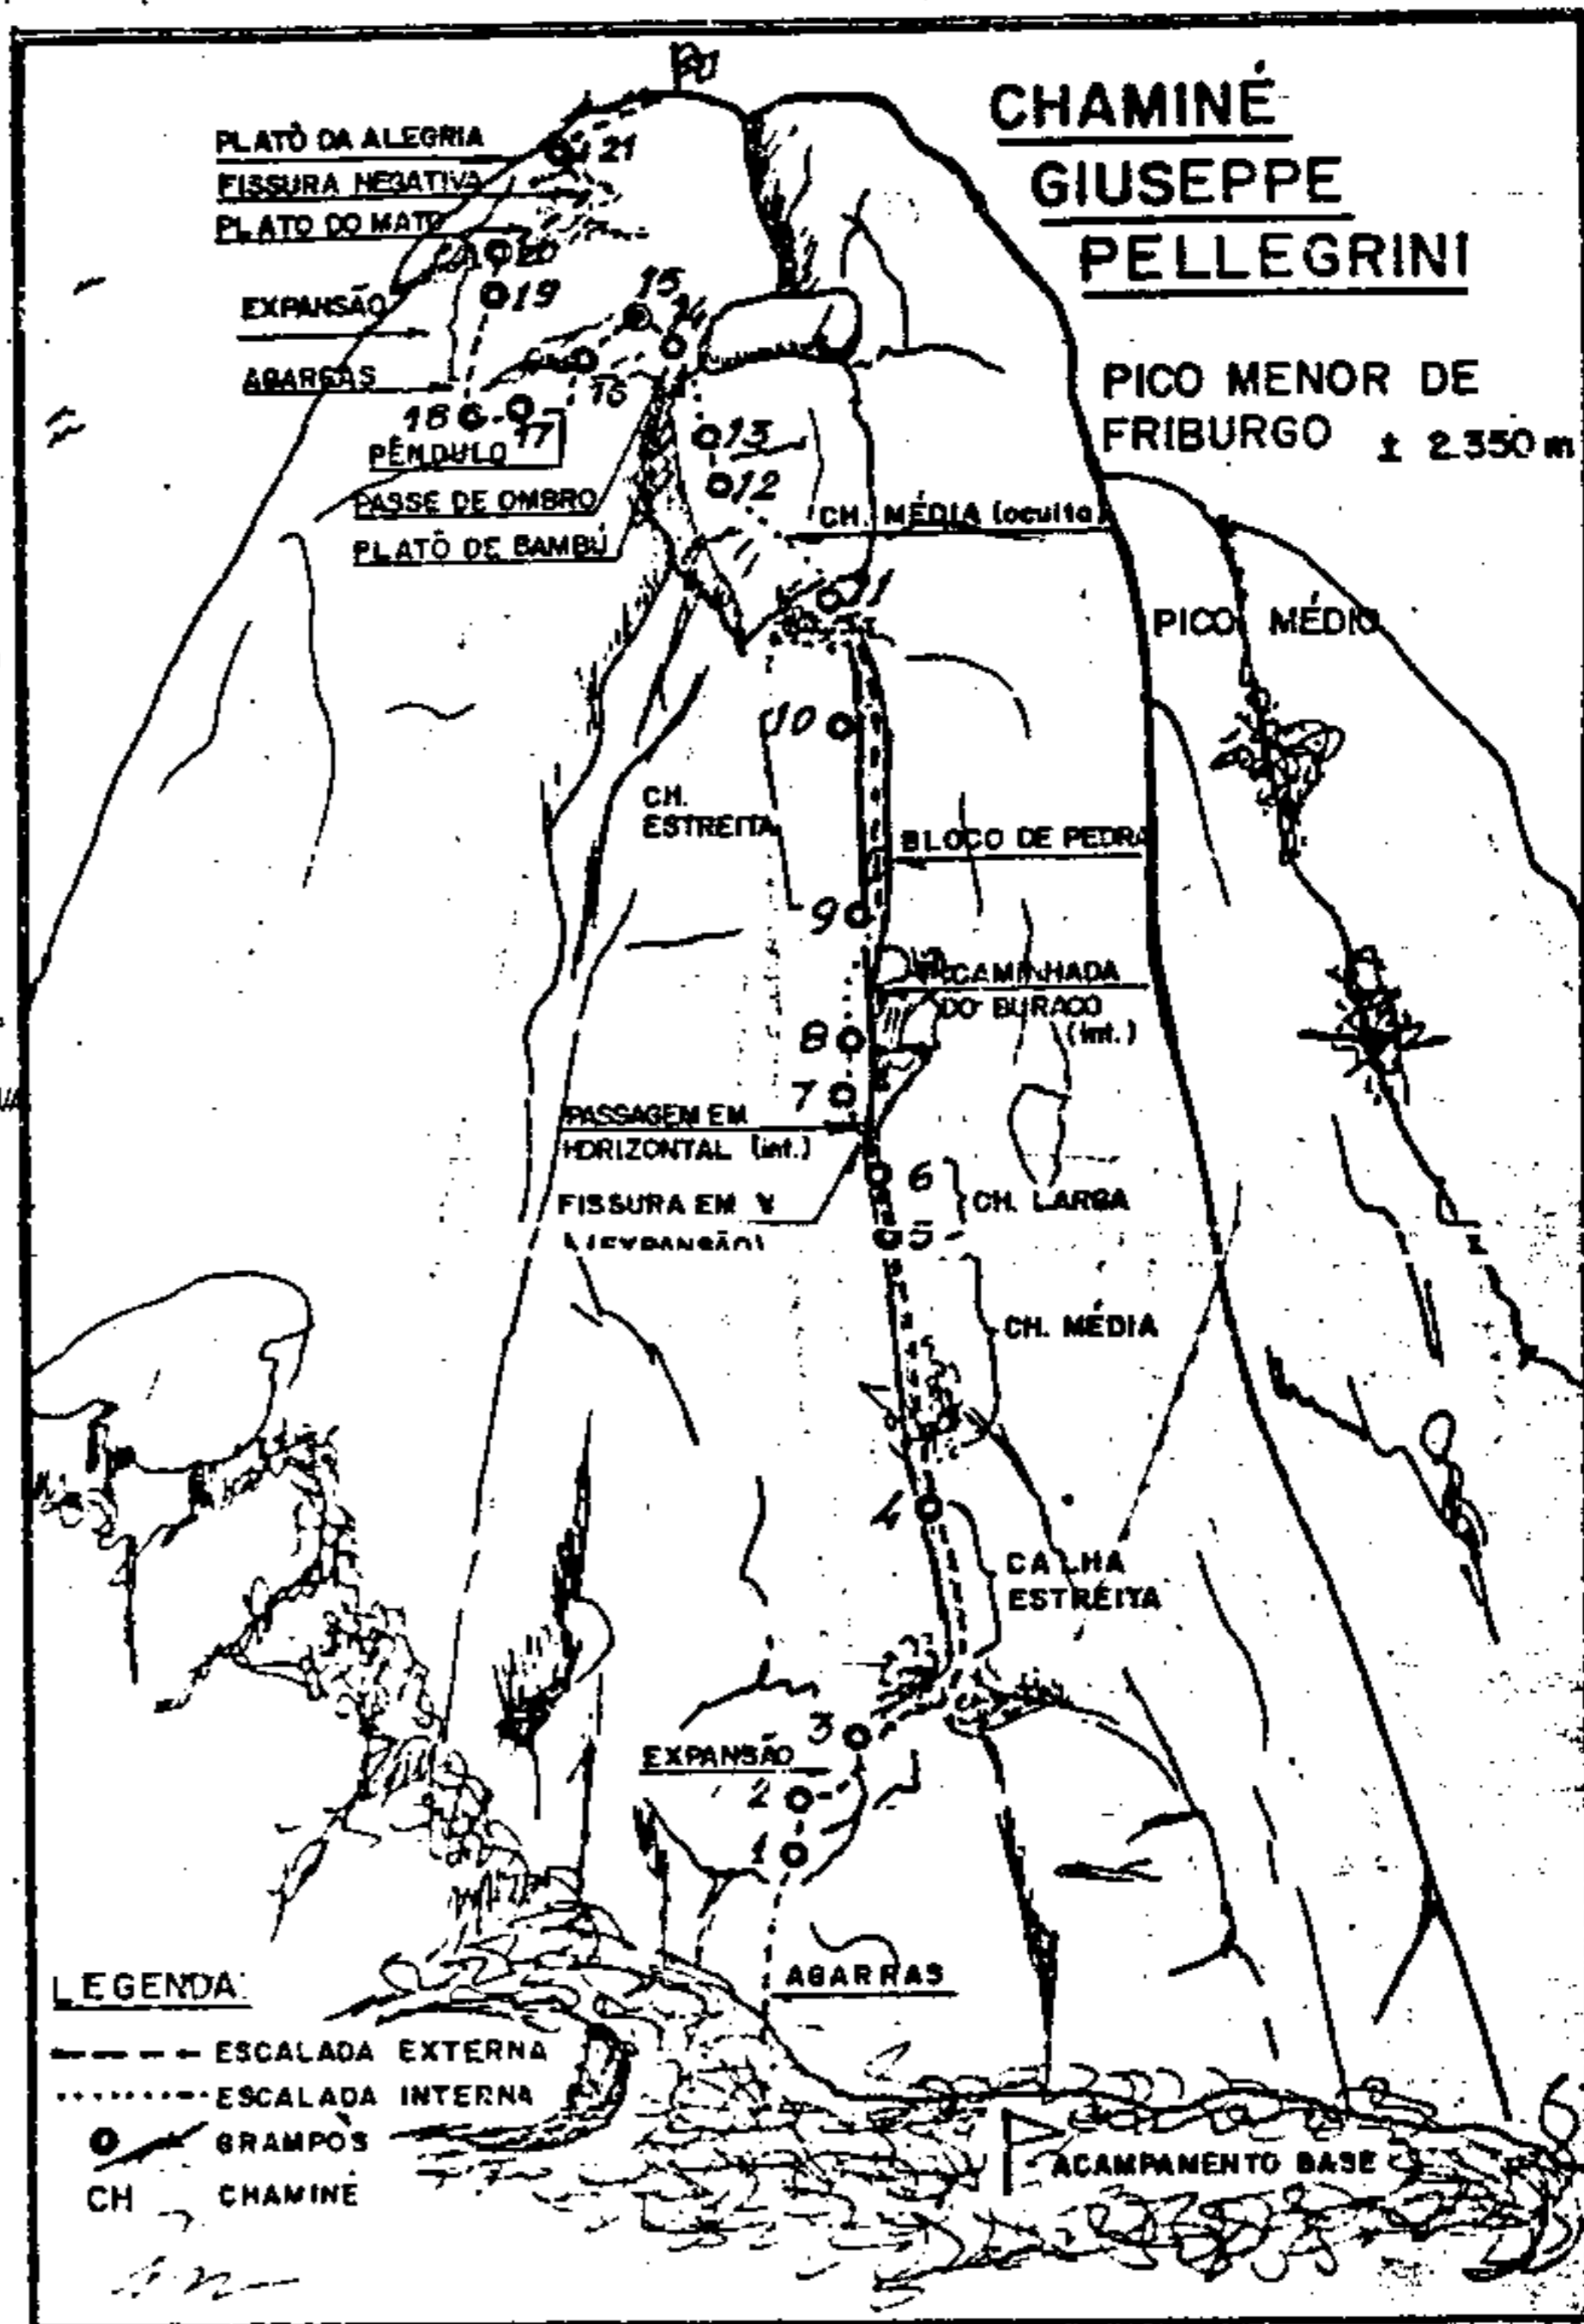 CHAMINÉ
GIUSEPPE
PELLEGRINI
PICO MENOR DE
FRIBURGO ± 2.350 m
PLATÔ DA ALEGRIA
21
FISSURA NEGATIVA
PLATO DO MATO
20
19
EXPANSÃO
15
14
AGARRAS
16
18
17
13
PÊNDULO
12
PASSE DE OMBRO
CH. MÉDIA (oculta)
PLATÔ DE BAMBÚ
11
PICO MÉDIO
10
CH.
ESTREITA
BLOCO DE PEDRA
9
CAMINHADA
DO BURACO
(int.)
8
7
PASSAGEM EM
HORIZONTAL (int.)
6
CH. LARGA
FISSURA EM V
5
(EXPANSÃO)
CH. MÉDIA
4
CALHA
ESTREITA
3
EXPANSÃO
2
1
AGARRAS
LEGENDA:
ESCALADA EXTERNA
ESCALADA INTERNA
GRAMPOS
CH CHAMINÉ
ACAMPAMENTO BASE